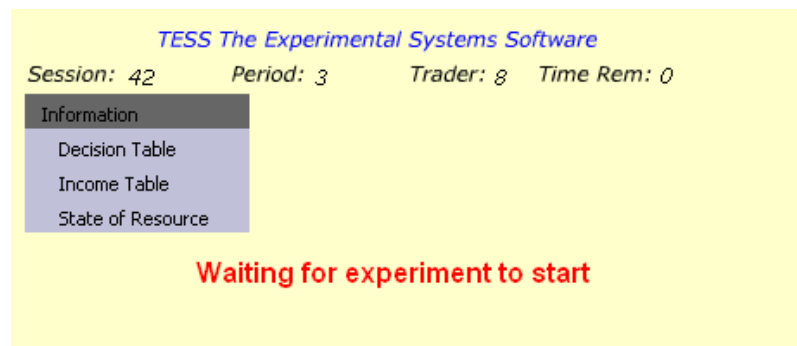 TESS The Experimental Systems Software
Session: 42 Period: 3 Trader: 8 Time Rem: 0
Information
Decision Table
Income Table
State of Resource
Waiting for experiment to start